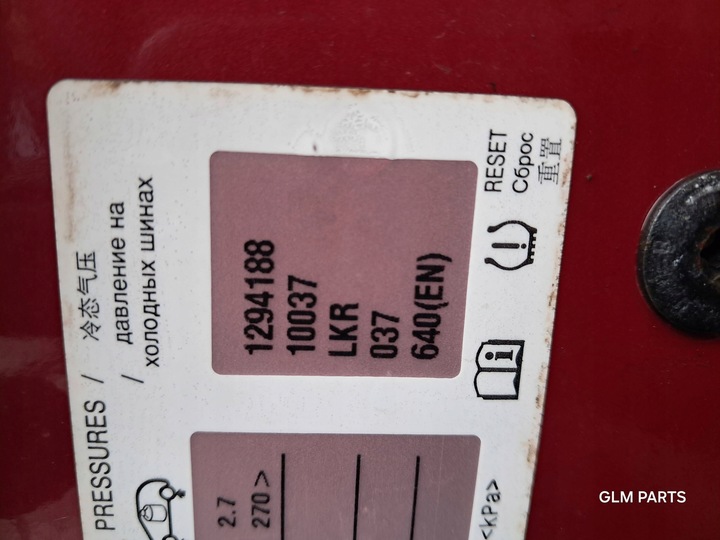 PRESSURES / 冷态气压
/ давление на
холодных шинах
1294188
10037
LKR
037
640(EN)
RESET
Сброс
重置
2.7
270 >
<kPa>
GLM PARTS